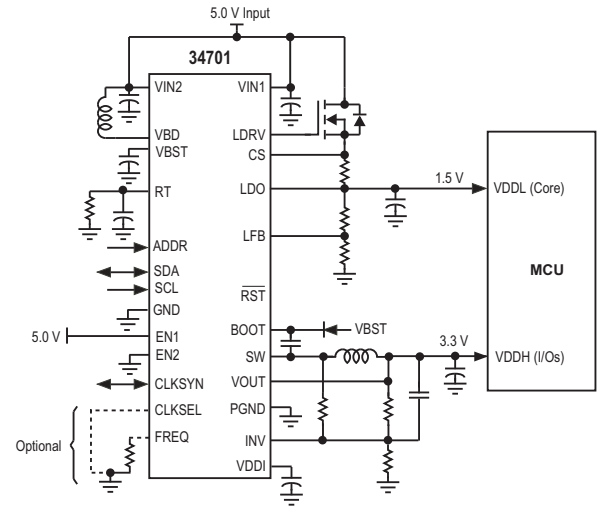 5.0 V Input
34701
VIN2
VIN1
VBD
LDRV
VBST
CS
RT
LDO
1.5 V
VDDL (Core)
LFB
ADDR
SDA
SCL
MCU
RST
GND
5.0 V
EN1
BOOT
VBST
EN2
SW
3.3 V
VDDH (I/Os)
CLKSYN
VOUT
CLKSEL
PGND
Optional
FREQ
INV
VDDI